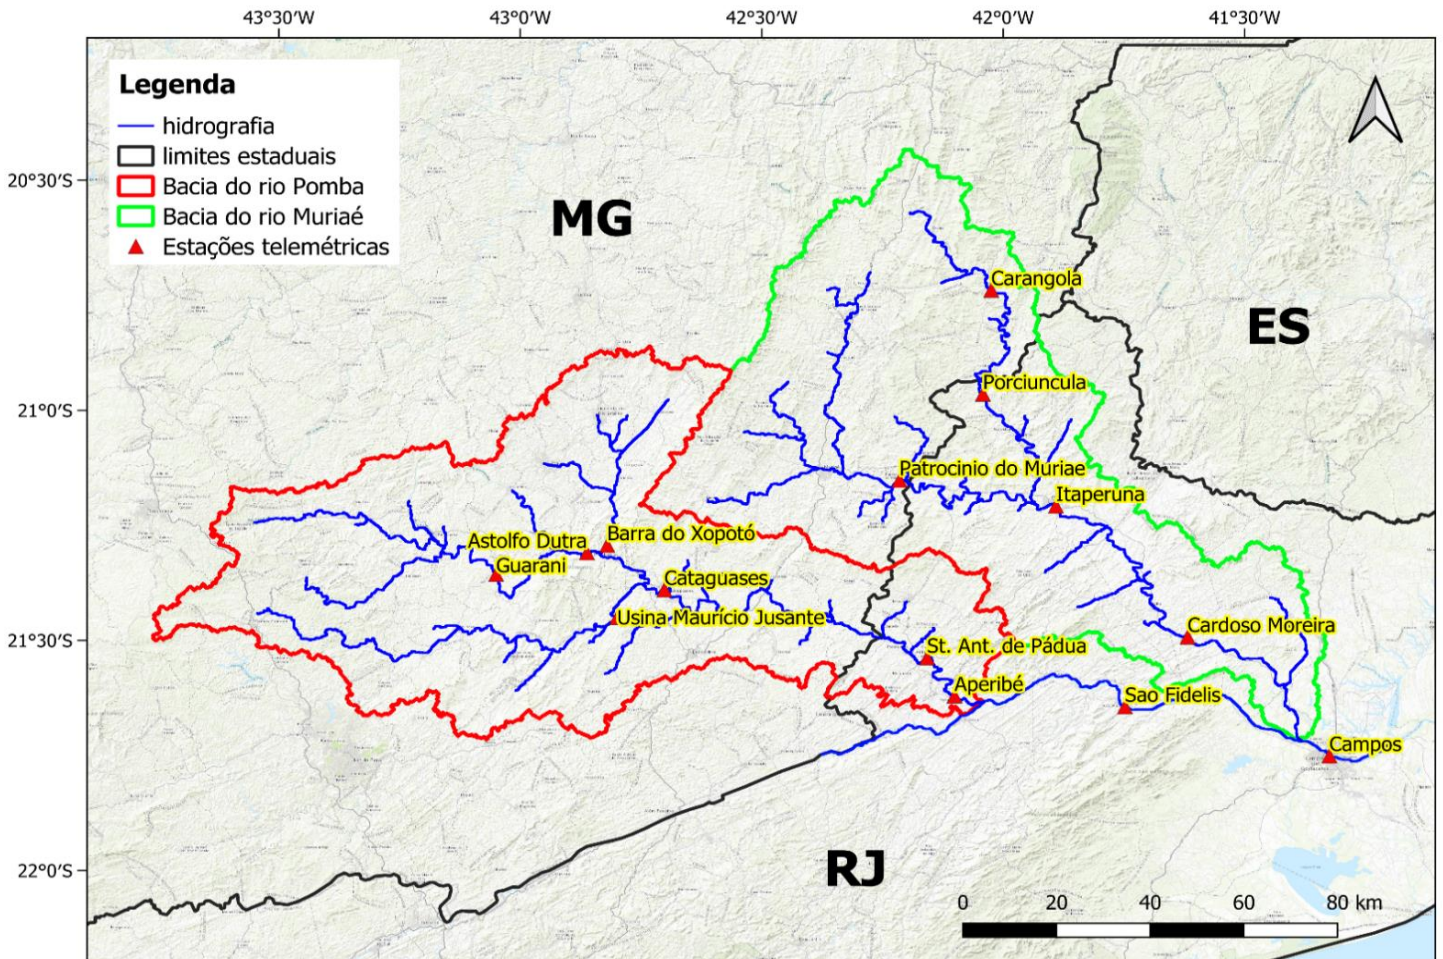 43°30′W 43°0′W 42°30′W 42°0′W 41°30′W
Legenda
hidrografia
limites estaduais
Bacia do rio Pomba
Bacia do rio Muriaé
Estações telemétricas
20°30′S
MG
Carangola
ES
Porciuncula
21°0′S
Patrocinio do Muriae
Itaperuna
Astolfo Dutra
Barra do Xopotó
Guarani
Cataguases
Usina Maurício Jusante
Cardoso Moreira
21°30′S
St. Ant. de Pádua
Aperibé
Sao Fidelis
Campos
22°0′S
RJ
0 20 40 60 80 km